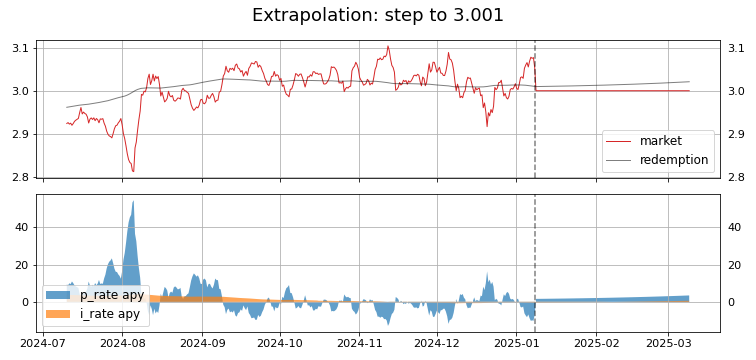 Extrapolation: step to 3.001
3.1 3.1
3.0 3.0
2.9 2.9
2.8 2.8
market
redemption
40 40
20 20
0 0
p_rate apy
i_rate apy
2024-07 2024-08 2024-09 2024-10 2024-11 2024-12 2025-01 2025-02 2025-03